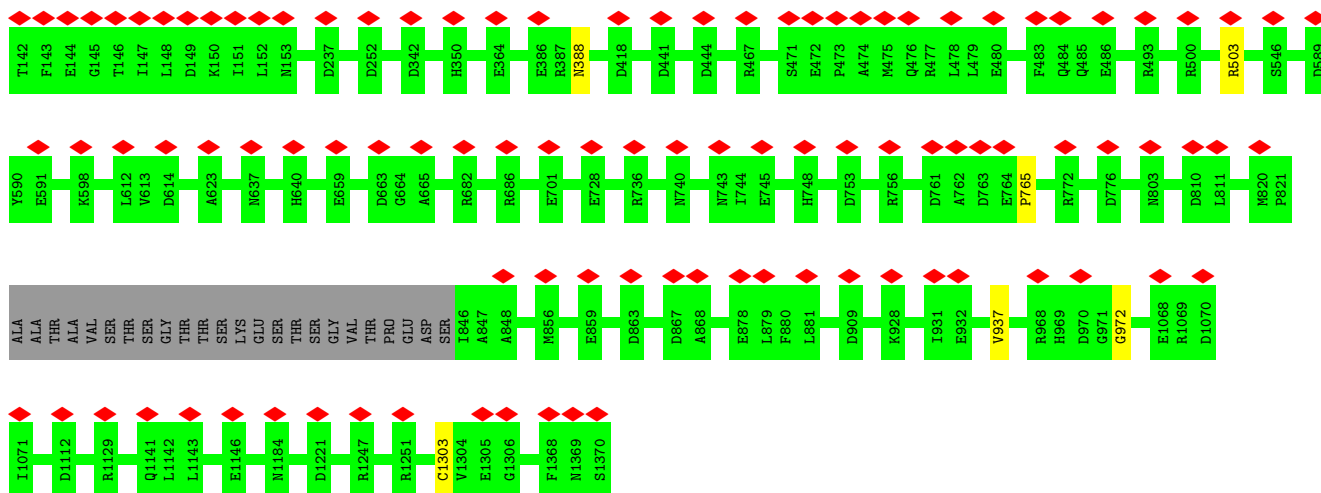 T142 F143 E144 G145 T146 I147 L148 D149 K150 I151 L152 N153 D237 D252 D342 H350 E364 E386 R387 N388 D418 D441 D444 R467 S471 E472 P473 A474 M475 Q476 R477 L478 L479 E480 F483 Q484 Q485 E486 R493 R500 R503 S546 D589
Y590 E591 K598 L612 V613 D614 A623 N637 H640 E659 D663 G664 A665 R682 R686 E701 E728 R736 N740 N743 I744 E745 H748 D753 R756 D761 A762 D763 E764 P765 R772 D776 N803 D810 L811 M820 P821
ALA ALA THR ALA VAL SER THR SER GLY THR THR SER LYS GLU SER THR SER GLY VAL THR PRO GLU ASP SER I846 A847 A848 M856 E859 D863 D867 A868 E878 L879 F880 L881 D909 K928 I931 E932 V937 R968 H969 D970 G971 G972 E1068 R1069 D1070
I1071 D1112 R1129 Q1141 L1142 L1143 E1146 N1184 D1221 R1247 R1251 C1303 V1304 E1305 G1306 F1368 N1369 S1370